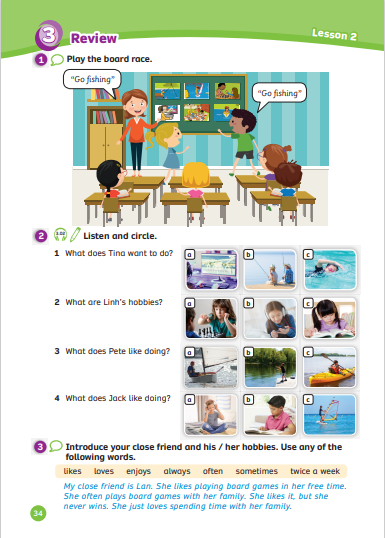 3 Review
Lesson 2
1 Play the board race.
"Go fishing"
"Go fishing"
2 Listen and circle.
1 What does Tina want to do?
a b c
2 What are Linh's hobbies?
a b c
3 What does Pete like doing?
a b c
4 What does Jack like doing?
a b c
3 Introduce your close friend and his / her hobbies. Use any of the
following words.
likes loves enjoys always often sometimes twice a week
My close friend is Lan. She likes playing board games in her free time.
She often plays board games with her family. She likes it, but she
never wins. She just loves spending time with her family.
34